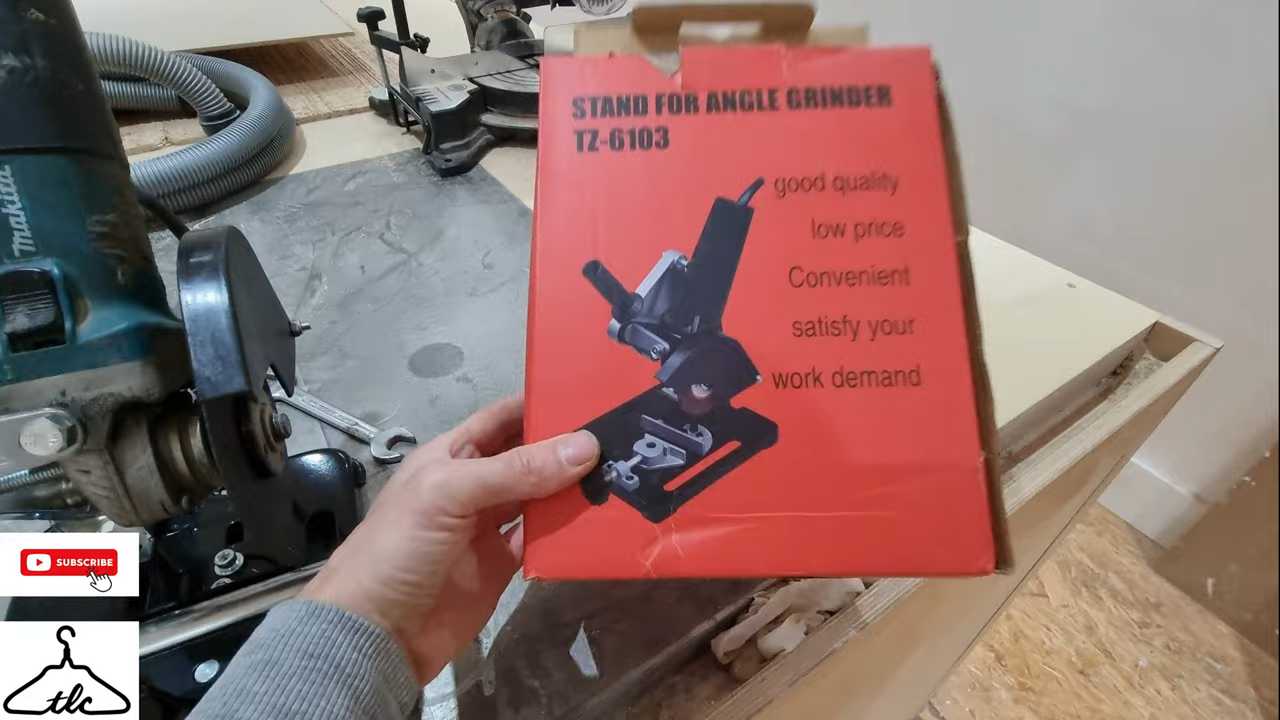 STAND FOR ANGLE GRINDER
TZ-6103
good quality
low price
Convenient
satisfy your
work demand
makita
SUBSCRIBE
tlc